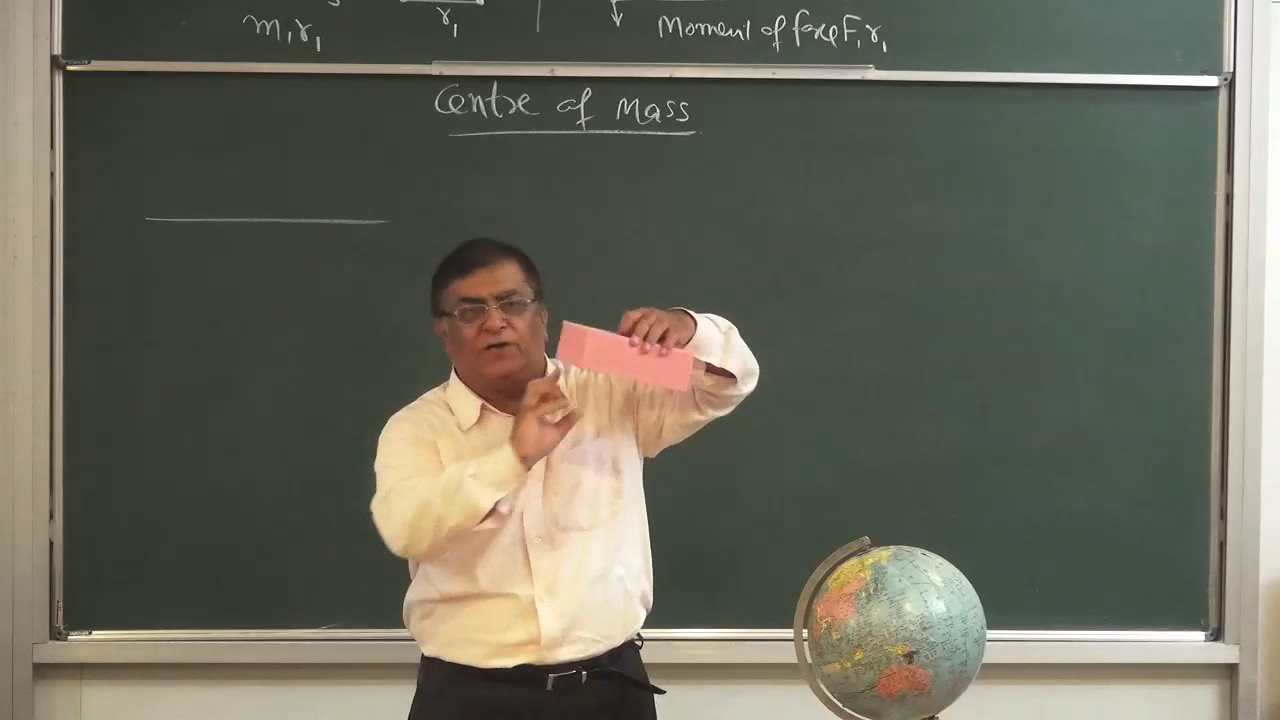 m₁r₁
r₁
Moment of force F₁r₁
Centre of Mass